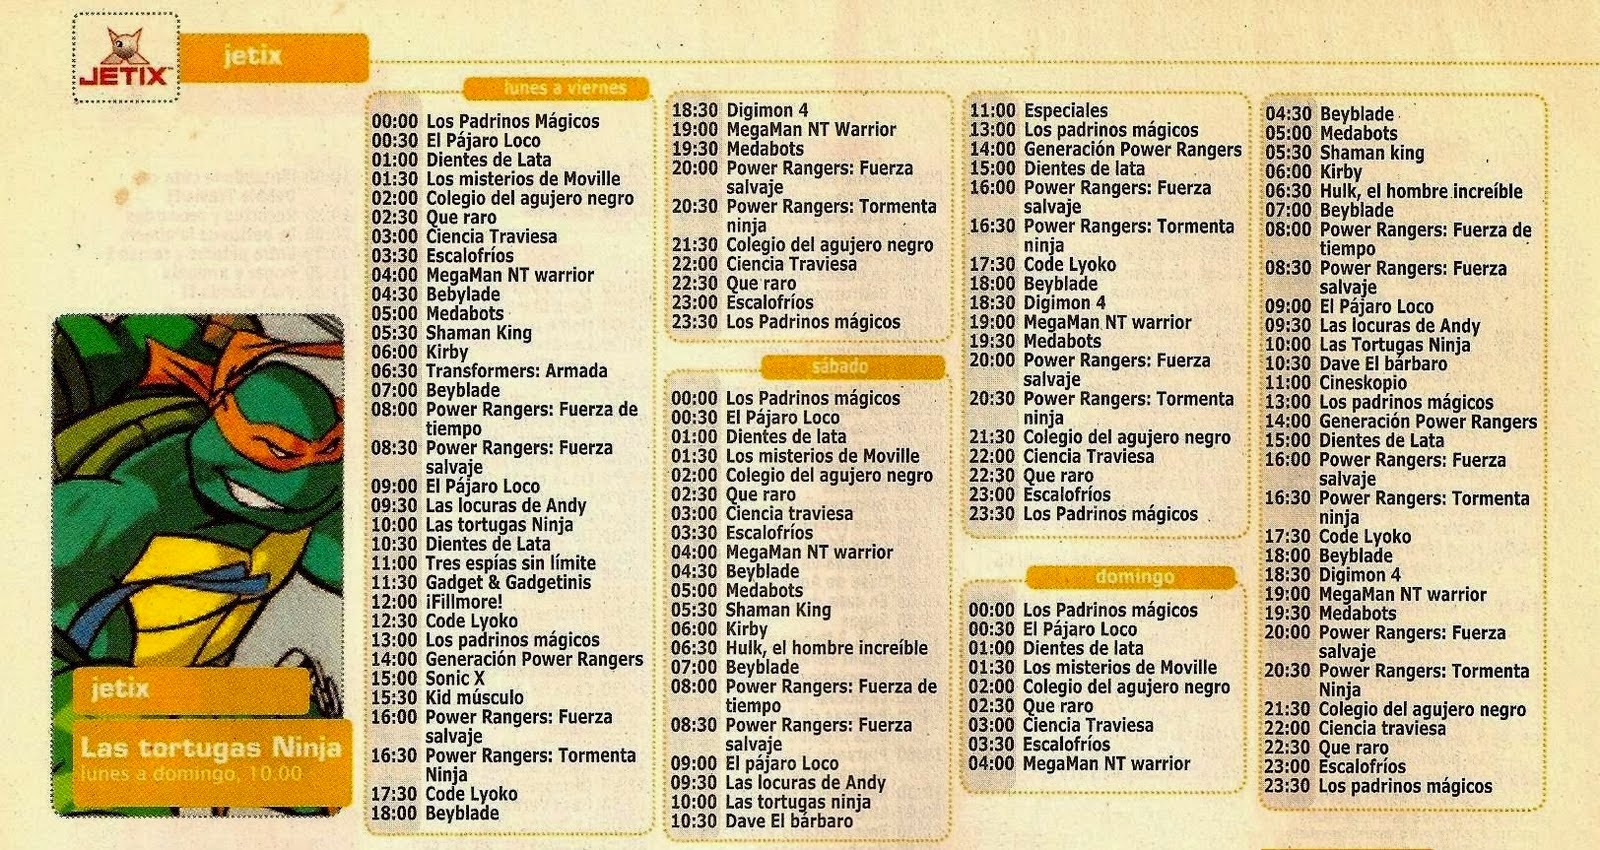 JETIX
jetix
lunes a viernes
00:00 Los Padrinos Mágicos
00:30 El Pájaro Loco
01:00 Dientes de Lata
01:30 Los misterios de Moville
02:00 Colegio del agujero negro
02:30 Que raro
03:00 Ciencia Traviesa
03:30 Escalofríos
04:00 MegaMan NT warrior
04:30 Bebylade
05:00 Medabots
05:30 Shaman King
06:00 Kirby
06:30 Transformers: Armada
07:00 Beyblade
08:00 Power Rangers: Fuerza de
tiempo
08:30 Power Rangers: Fuerza
salvaje
09:00 El Pájaro Loco
09:30 Las locuras de Andy
10:00 Las tortugas Ninja
10:30 Dientes de Lata
11:00 Tres espías sin límite
11:30 Gadget & Gadgetinis
12:00 ¡Fillmore!
12:30 Code Lyoko
13:00 Los padrinos mágicos
14:00 Generación Power Rangers
15:00 Sonic X
15:30 Kid músculo
16:00 Power Rangers: Fuerza
salvaje
16:30 Power Rangers: Tormenta
Ninja
17:30 Code Lyoko
18:00 Beyblade
18:30 Digimon 4
19:00 MegaMan NT Warrior
19:30 Medabots
20:00 Power Rangers: Fuerza
salvaje
20:30 Power Rangers: Tormenta
ninja
21:30 Colegio del agujero negro
22:00 Ciencia Traviesa
22:30 Que raro
23:00 Escalofríos
23:30 Los Padrinos mágicos
sábado
00:00 Los Padrinos mágicos
00:30 El Pájaro Loco
01:00 Dientes de lata
01:30 Los misterios de Moville
02:00 Colegio del agujero negro
02:30 Que raro
03:00 Ciencia traviesa
03:30 Escalofríos
04:00 MegaMan NT warrior
04:30 Beyblade
05:00 Medabots
05:30 Shaman King
06:00 Kirby
06:30 Hulk, el hombre increíble
07:00 Beyblade
08:00 Power Rangers: Fuerza de
tiempo
08:30 Power Rangers: Fuerza
salvaje
09:00 El pájaro Loco
09:30 Las locuras de Andy
10:00 Las tortugas ninja
10:30 Dave El bárbaro
11:00 Especiales
13:00 Los padrinos mágicos
14:00 Generación Power Rangers
15:00 Dientes de lata
16:00 Power Rangers: Fuerza
salvaje
16:30 Power Rangers: Tormenta
ninja
17:30 Code Lyoko
18:00 Beyblade
18:30 Digimon 4
19:00 MegaMan NT warrior
19:30 Medabots
20:00 Power Rangers: Fuerza
salvaje
20:30 Power Rangers: Tormenta
ninja
21:30 Colegio del agujero negro
22:00 Ciencia Traviesa
22:30 Que raro
23:00 Escalofríos
23:30 Los Padrinos mágicos
domingo
00:00 Los Padrinos mágicos
00:30 El Pájaro Loco
01:00 Dientes de lata
01:30 Los misterios de Moville
02:00 Colegio del agujero negro
02:30 Que raro
03:00 Ciencia Traviesa
03:30 Escalofríos
04:00 MegaMan NT warrior
04:30 Beyblade
05:00 Medabots
05:30 Shaman king
06:00 Kirby
06:30 Hulk, el hombre increíble
07:00 Beyblade
08:00 Power Rangers: Fuerza de
tiempo
08:30 Power Rangers: Fuerza
salvaje
09:00 El Pájaro Loco
09:30 Las locuras de Andy
10:00 Las Tortugas Ninja
10:30 Dave El bárbaro
11:00 Cineskopio
13:00 Los padrinos mágicos
14:00 Generación Power Rangers
15:00 Dientes de Lata
16:00 Power Rangers: Fuerza
salvaje
16:30 Power Rangers: Tormenta
ninja
17:30 Code Lyoko
18:00 Beyblade
18:30 Digimon 4
19:00 MegaMan NT warrior
19:30 Medabots
20:00 Power Rangers: Fuerza
salvaje
20:30 Power Rangers: Tormenta
Ninja
21:30 Colegio del agujero negro
22:00 Ciencia traviesa
22:30 Que raro
23:00 Escalofríos
23:30 Los padrinos mágicos
jetix
Las tortugas Ninja
lunes a domingo, 10.00